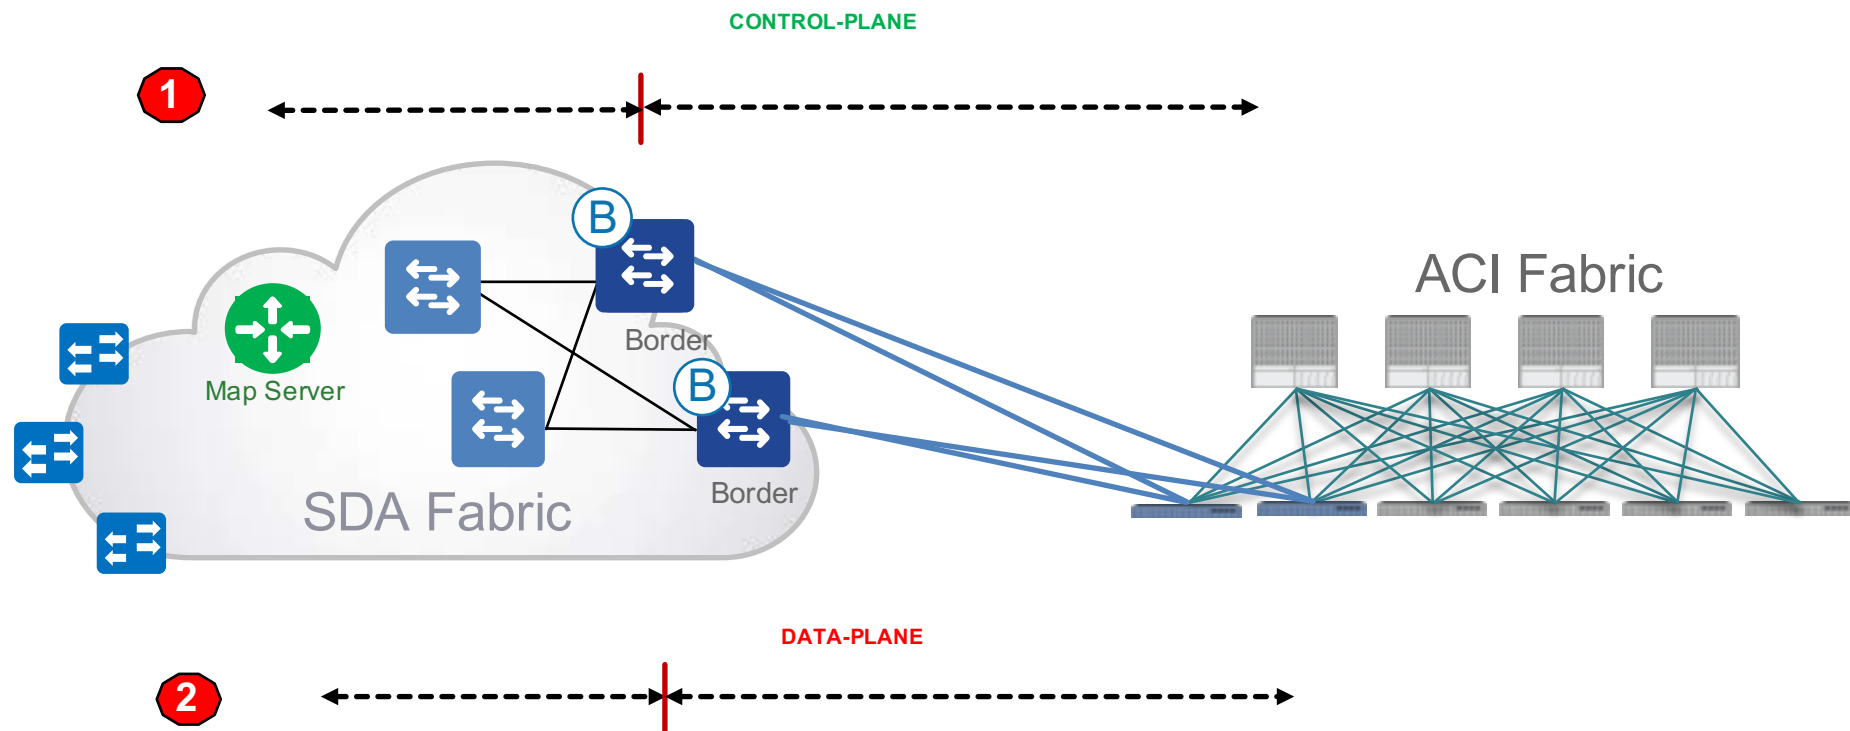 CONTROL-PLANE
1
B
ACI Fabric
Border
Map Server
B
Border
SDA Fabric
DATA-PLANE
2